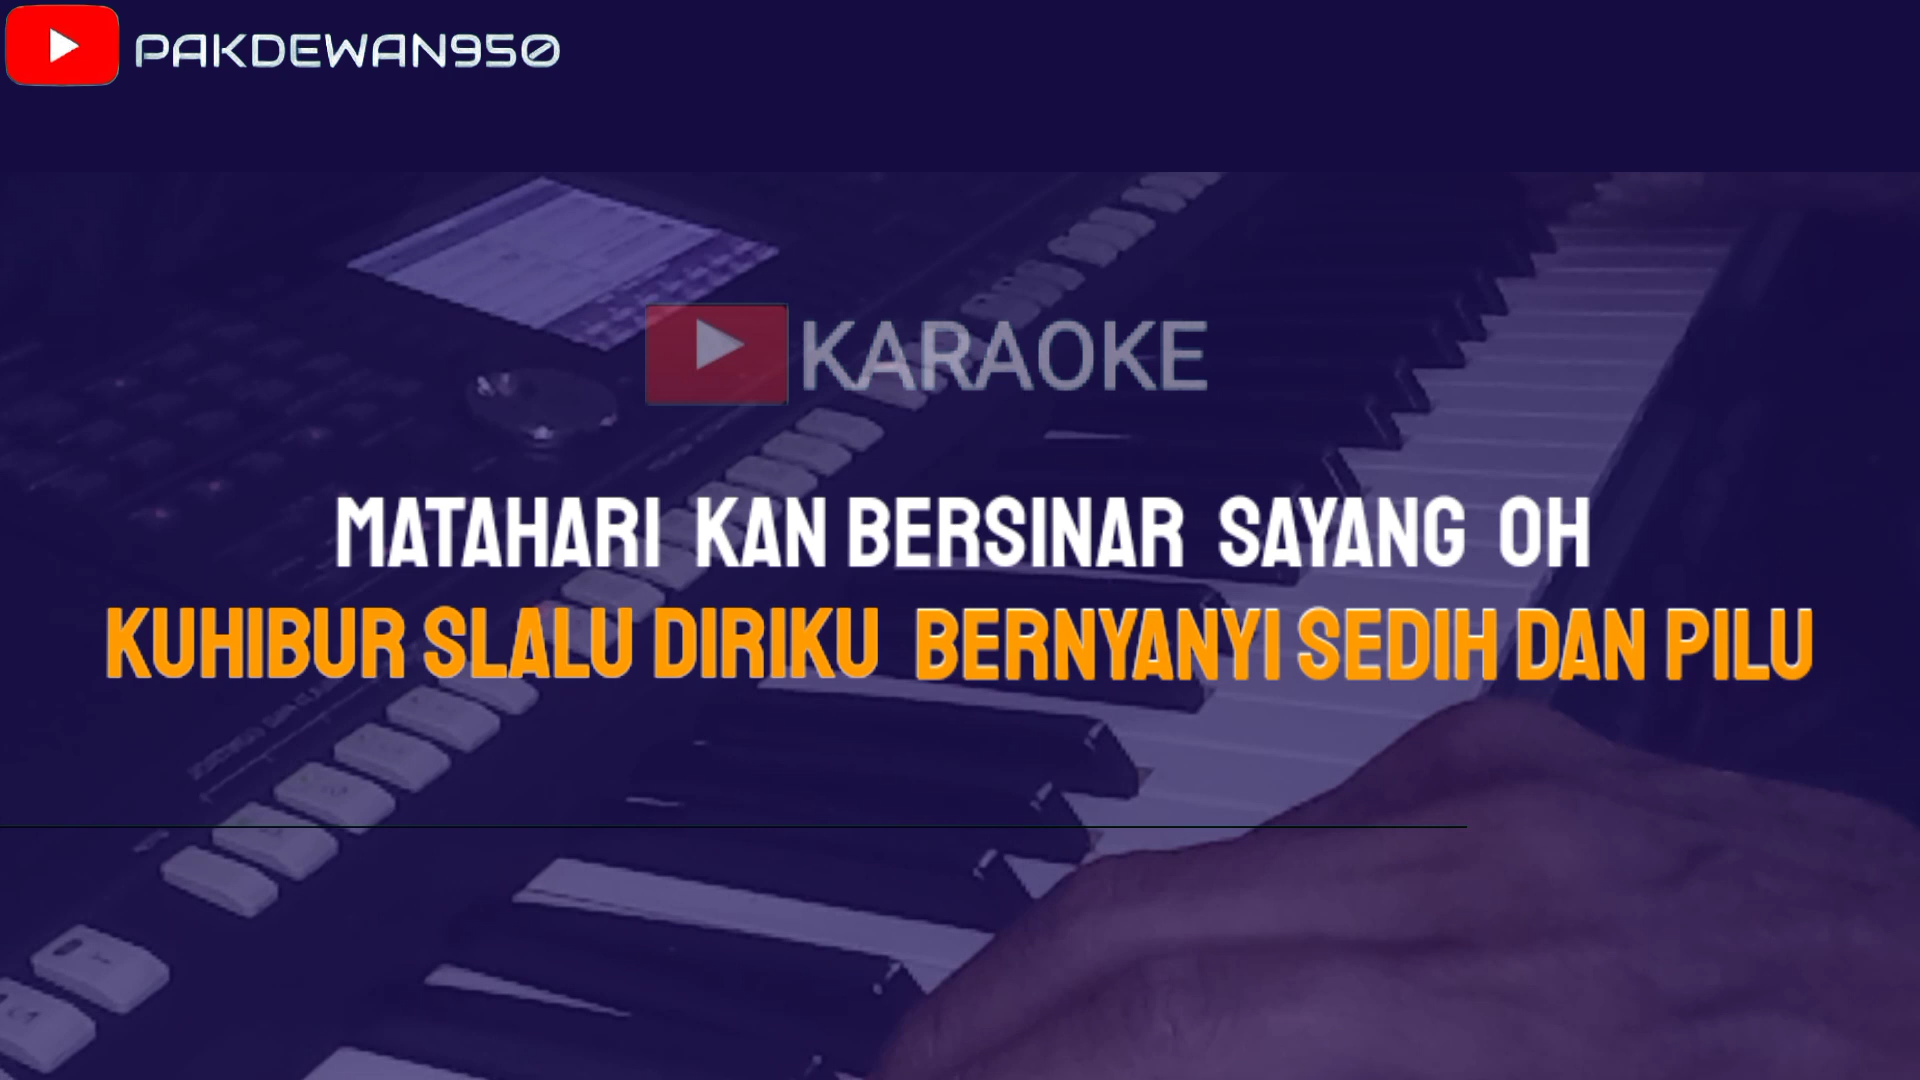 PAKDEWAN950
KARAOKE
MATAHARI KAN BERSINAR SAYANG OH
KUHIBUR SLALU DIRIKU BERNYANYI SEDIH DAN PILU